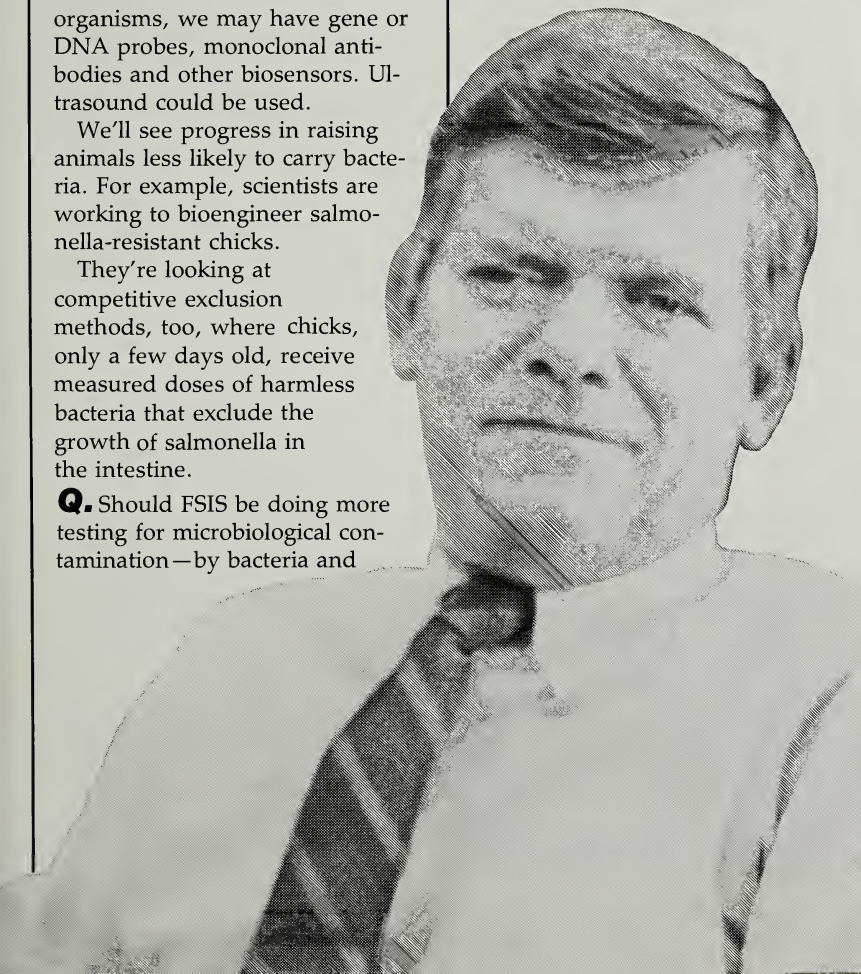 organisms, we may have gene or
DNA probes, monoclonal anti-
bodies and other biosensors. Ul-
trasound could be used.
We'll see progress in raising
animals less likely to carry bacte-
ria. For example, scientists are
working to bioengineer salmo-
nella-resistant chicks.
They're looking at
competitive exclusion
methods, too, where chicks,
only a few days old, receive
measured doses of harmless
bacteria that exclude the
growth of salmonella in
the intestine.
Q. Should FSIS be doing more
testing for microbiological con-
tamination—by bacteria and